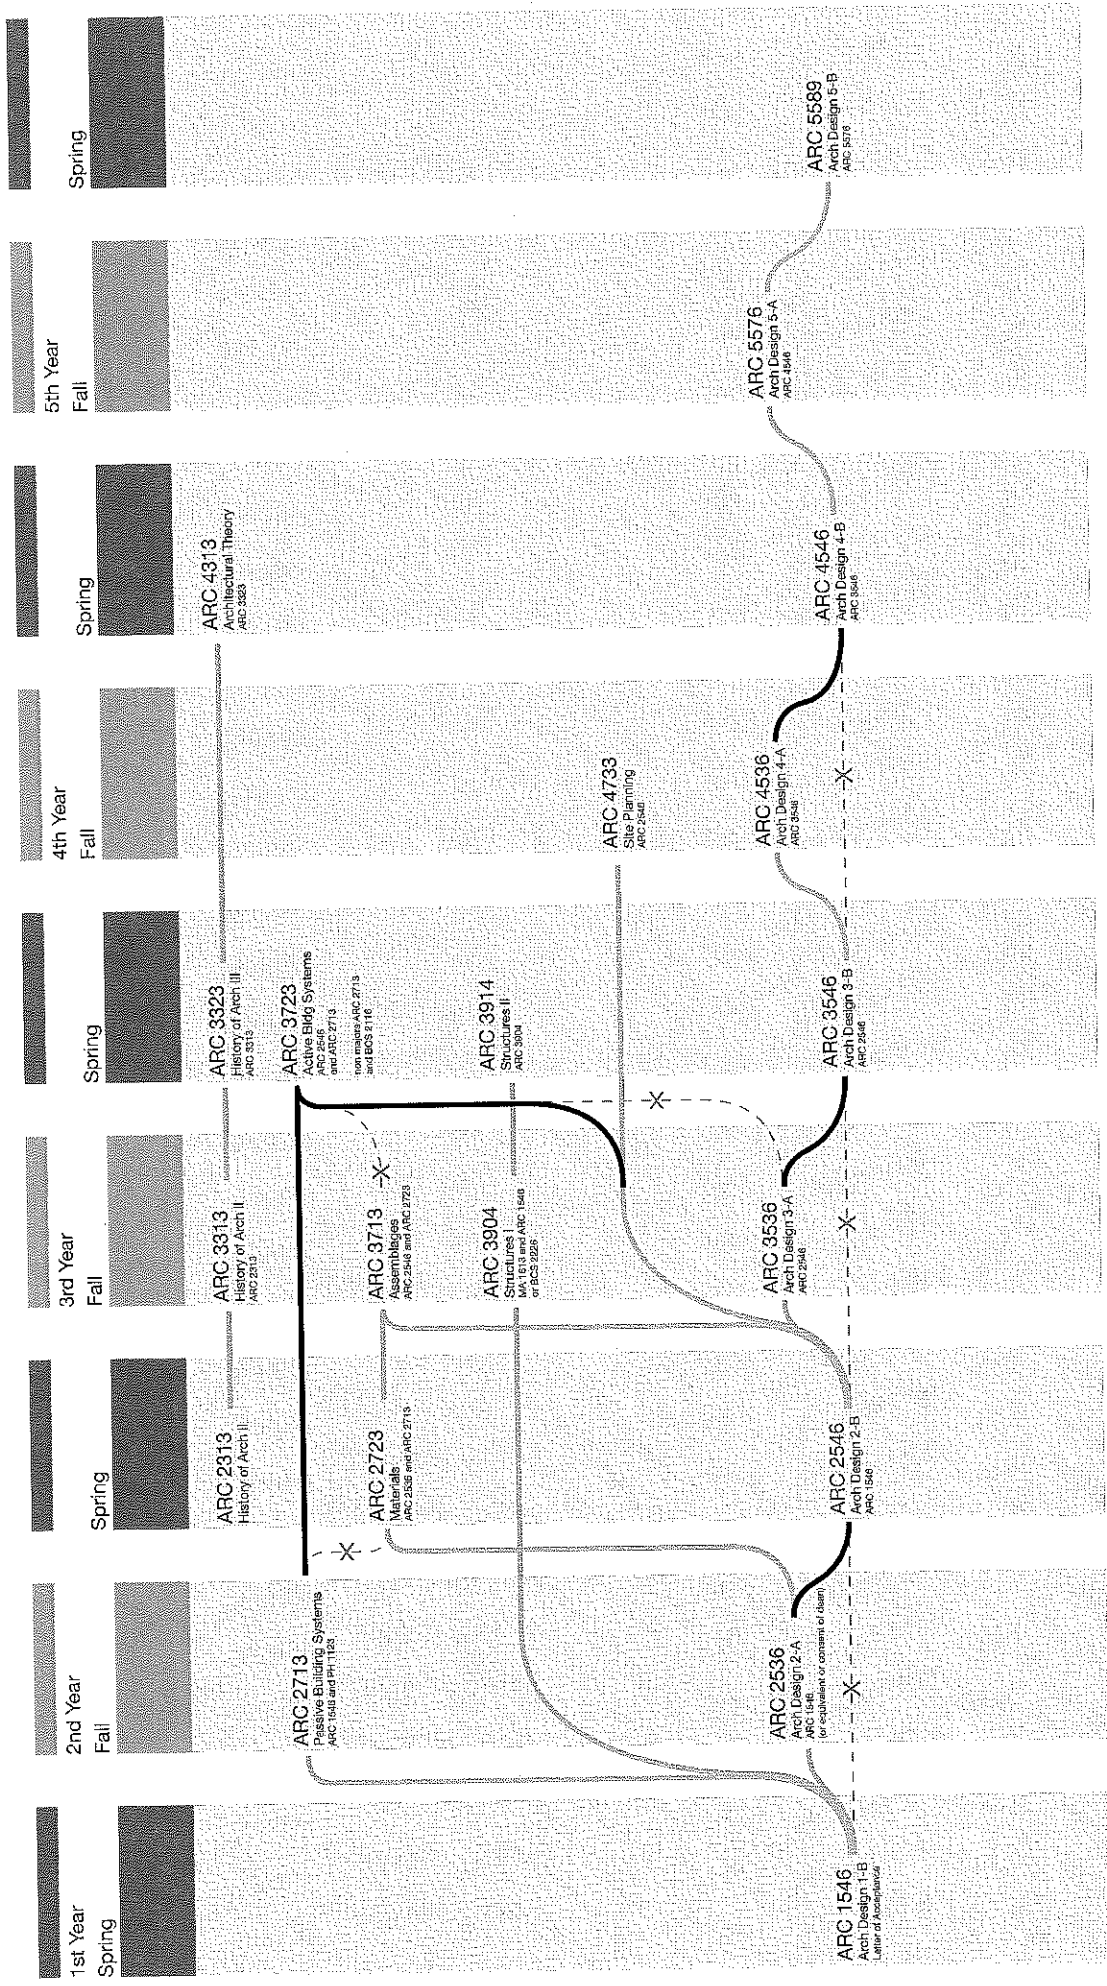 1st Year
Spring
2nd Year
Fall
Spring
3rd Year
Fall
Spring
4th Year
Fall
Spring
5th Year
Fall
Spring
ARC 1546
Arch Design 1-B
Letter of Acceptance
ARC 2713
Passive Building Systems
ARC 1546 and PH 1123
ARC 2536
Arch Design 2-A
ARC 1546
(or equivalent or consent of dean)
ARC 2313
History of Arch II
ARC 2723
Materials
ARC 2536 and ARC 2713
ARC 2546
Arch Design 2-B
ARC 1546
ARC 3313
History of Arch II
ARC 2313
ARC 3713
Assemblages
ARC 2546 and ARC 2723
ARC 3904
Structures I
MA 1613 and ARC 1546
or BCS 2226
ARC 3536
Arch Design 3-A
ARC 2546
ARC 3323
History of Arch III
ARC 3313
ARC 3723
Active Bldg Systems
ARC 2546
and ARC 2713
non majors ARC 2713
and BCS 2116
ARC 3914
Structures II
ARC 3904
ARC 3546
Arch Design 3-B
ARC 2546
ARC 4733
Site Planning
ARC 2546
ARC 4536
Arch Design 4-A
ARC 3546
ARC 4313
Architectural Theory
ARC 3323
ARC 4546
Arch Design 4-B
ARC 3546
ARC 5576
Arch Design 5-A
ARC 4546
ARC 5589
Arch Design 5-B
ARC 5576